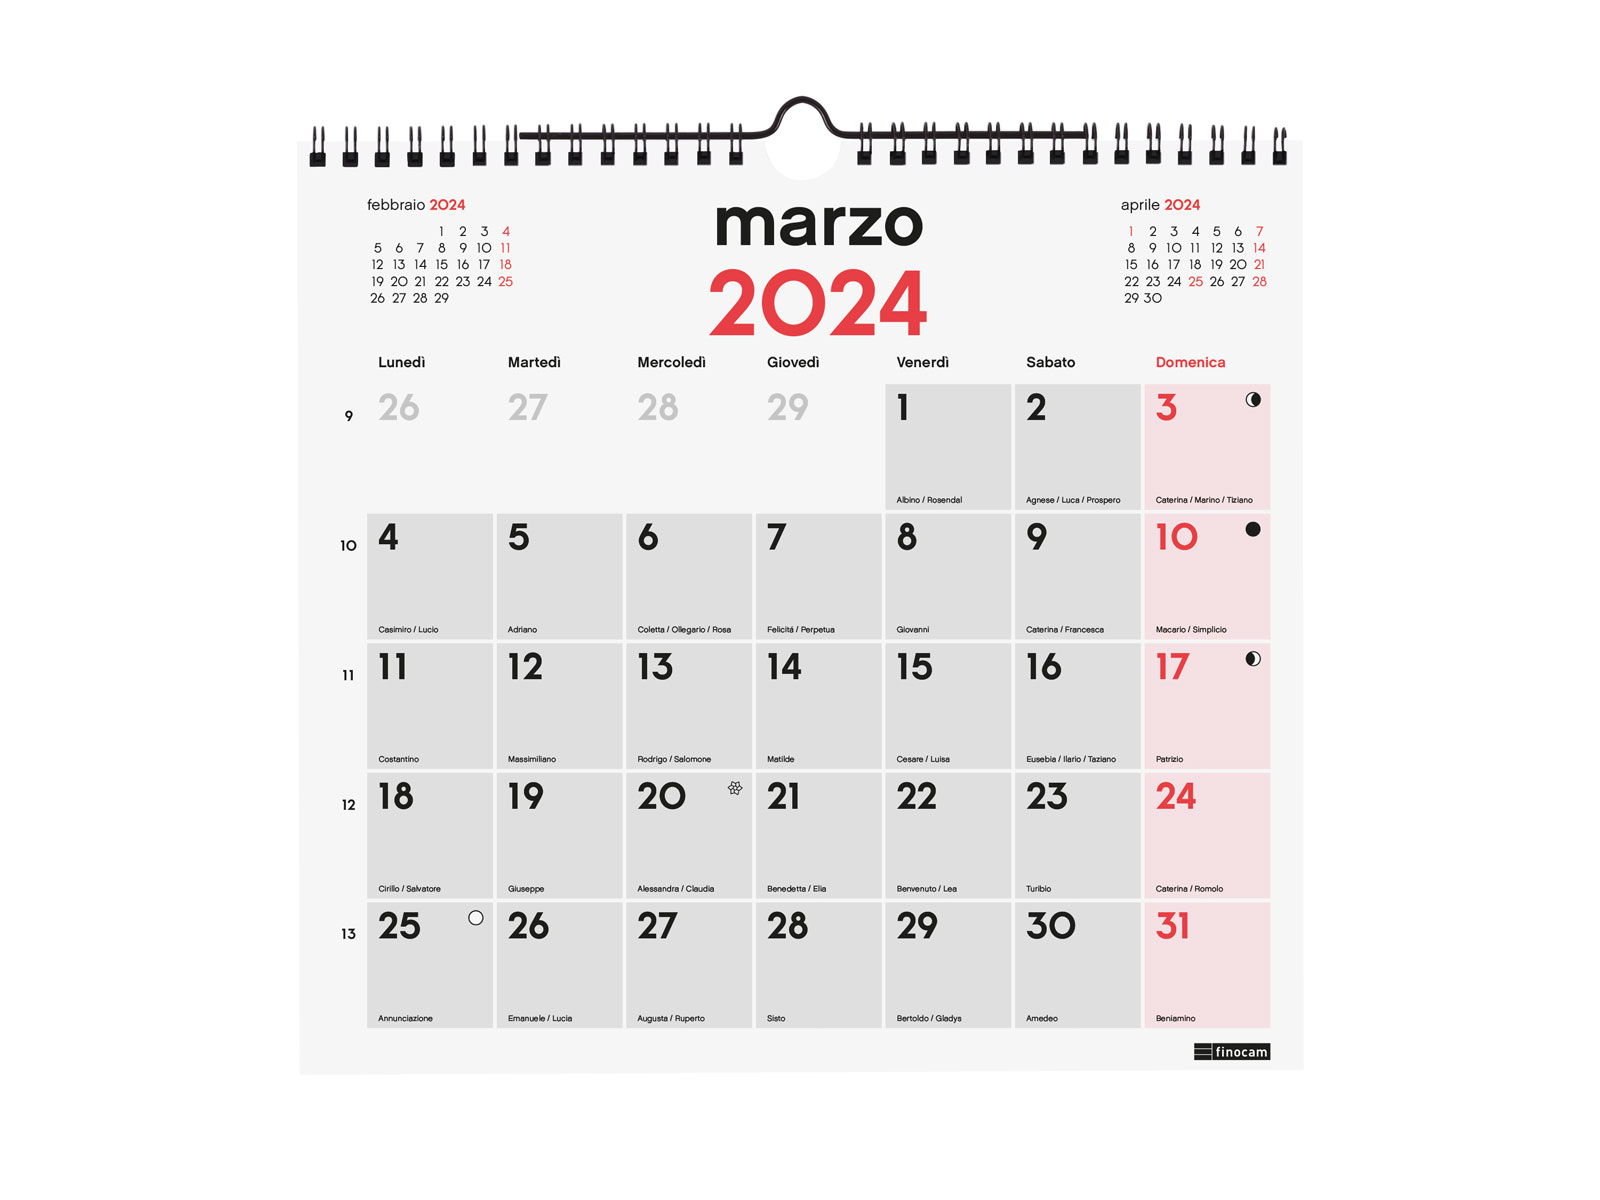 febbraio 2024
1 2 3 4
5 6 7 8 9 10 11
12 13 14 15 16 17 18
19 20 21 22 23 24 25
26 27 28 29
marzo
2024
aprile 2024
1 2 3 4 5 6 7
8 9 10 11 12 13 14
15 16 17 18 19 20 21
22 23 24 25 26 27 28
29 30
Lunedì Martedì Mercoledì Giovedì Venerdì Sabato Domenica
9 26 27 28 29 1 2 3
Albino / Rosendal Agnese / Luca / Prospero Caterina / Marino / Tiziano
10 4 5 6 7 8 9 10
Casimiro / Lucio Adriano Coletta / Ollegario / Rosa Felicitá / Perpetua Giovanni Caterina / Francesca Macario / Simplicio
11 11 12 13 14 15 16 17
Costantino Massimiliano Rodrigo / Salomone Matilde Cesare / Luisa Eusebia / Ilario / Taziano Patrizio
12 18 19 20 21 22 23 24
Cirillo / Salvatore Giuseppe Alessandra / Claudia Benedetta / Elia Benvenuto / Lea Turibio Caterina / Romolo
13 25 26 27 28 29 30 31
Annunciazione Emanuele / Lucia Augusta / Ruperto Sisto Bertoldo / Gladys Amedeo Beniamino
finocam